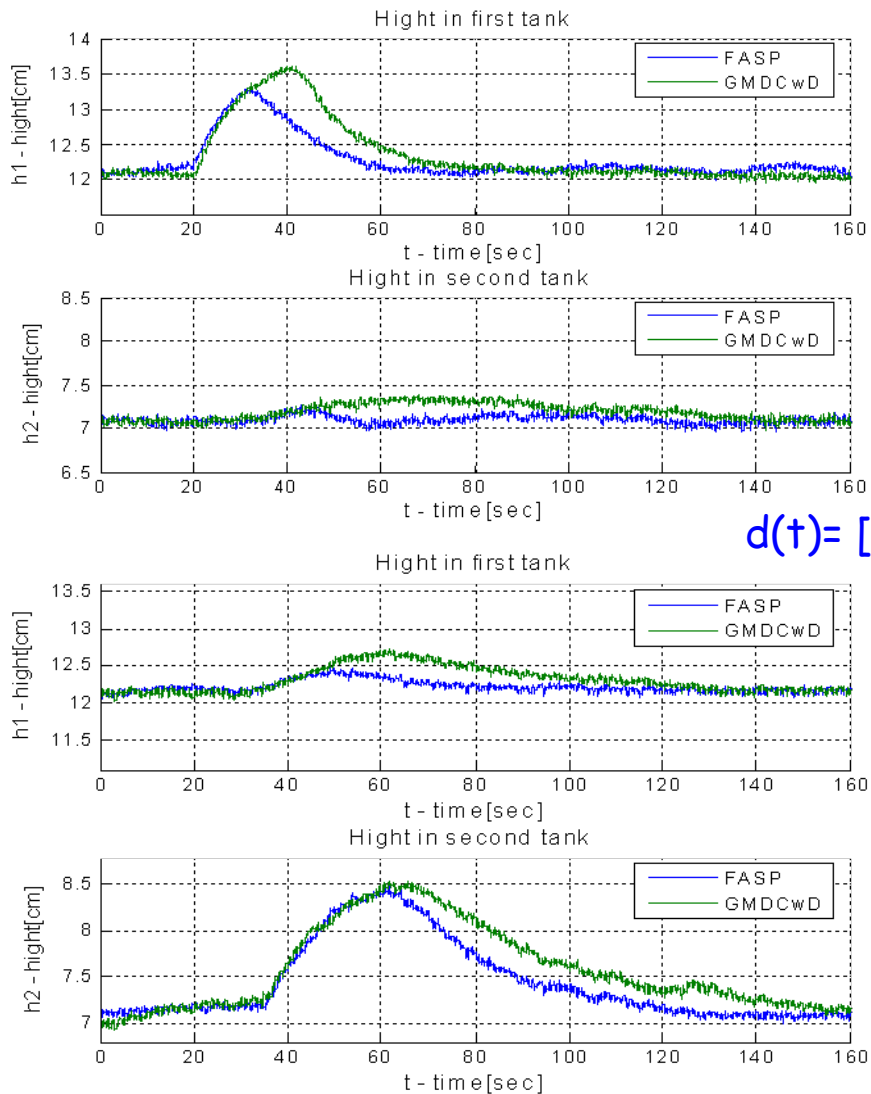 Hight in first tank
14
13.5
13
12.5
12
h1 - hight[cm]
FASP
GMDCwD
0 20 40 60 80 100 120 140 160
t - time[sec]
Hight in second tank
8.5
8
7.5
7
6.5
h2 - hight[cm]
FASP
GMDCwD
0 20 40 60 80 100 120 140 160
t - time[sec]
d(t)= [
Hight in first tank
13.5
13
12.5
12
11.5
h1 - hight[cm]
FASP
GMDCwD
0 20 40 60 80 100 120 140 160
t - time[sec]
Hight in second tank
8.5
8
7.5
7
h2 - hight[cm]
FASP
GMDCwD
0 20 40 60 80 100 120 140 160
t - time[sec]